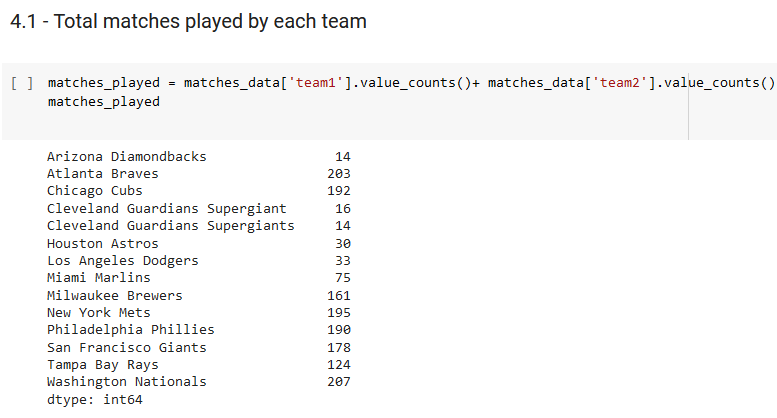 4.1 - Total matches played by each team
[ ] matches_played = matches_data['team1'].value_counts()+ matches_data['team2'].value_counts()
matches_played
Arizona Diamondbacks 14
Atlanta Braves 203
Chicago Cubs 192
Cleveland Guardians Supergiant 16
Cleveland Guardians Supergiants 14
Houston Astros 30
Los Angeles Dodgers 33
Miami Marlins 75
Milwaukee Brewers 161
New York Mets 195
Philadelphia Phillies 190
San Francisco Giants 178
Tampa Bay Rays 124
Washington Nationals 207
dtype: int64